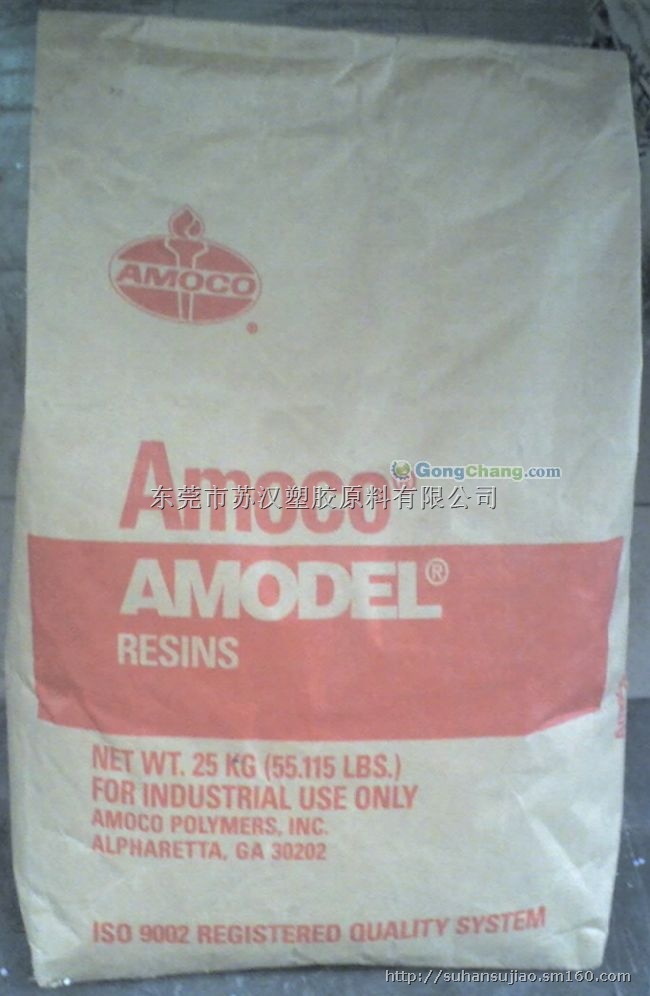 AMOCO
®
Amoco®
GongChang.com
东莞市苏汉塑胶原料有限公司
AMODEL®
RESINS
NET WT. 25 KG (55.115 LBS.)
FOR INDUSTRIAL USE ONLY
AMOCO POLYMERS, INC.
ALPHARETTA, GA 30202
ISO 9002 REGISTERED QUALITY SYSTEM
http://suhansujiao.sm160.com